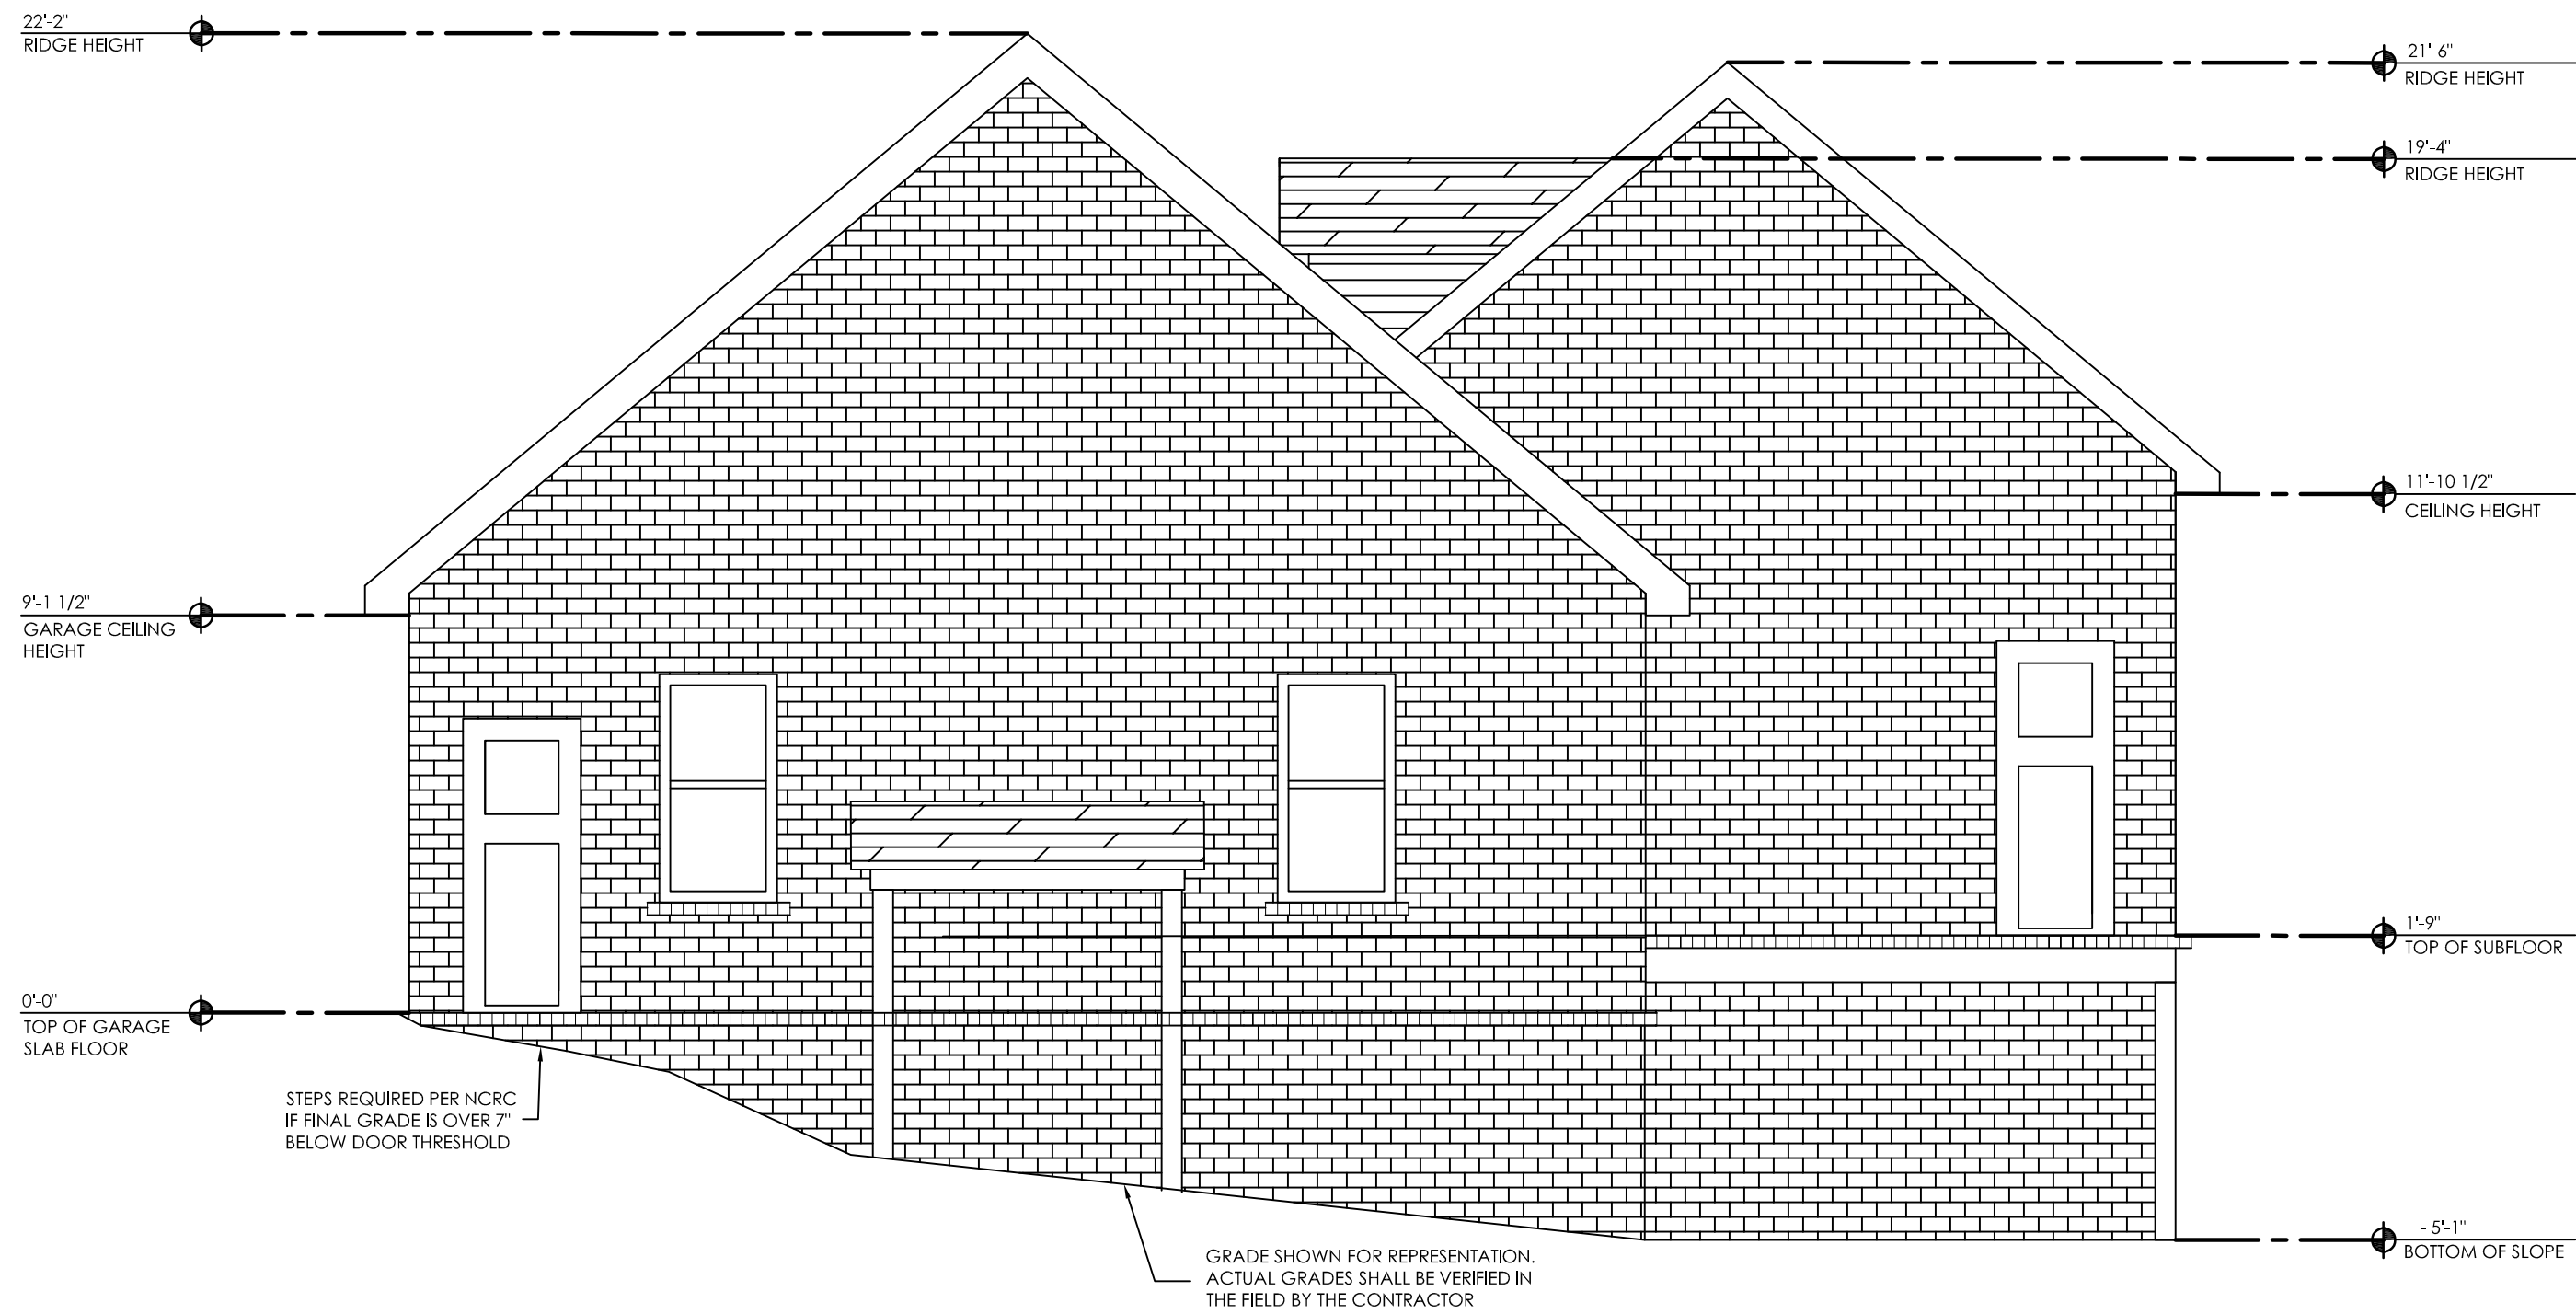 22'-2"
RIDGE HEIGHT
21'-6"
RIDGE HEIGHT
19'-4"
RIDGE HEIGHT
11'-10 1/2"
CEILING HEIGHT
9'-1 1/2"
GARAGE CEILING
HEIGHT
1'-9"
TOP OF SUBFLOOR
0'-0"
TOP OF GARAGE
SLAB FLOOR
STEPS REQUIRED PER NCRC
IF FINAL GRADE IS OVER 7"
BELOW DOOR THRESHOLD
- 5'-1"
BOTTOM OF SLOPE
GRADE SHOWN FOR REPRESENTATION.
ACTUAL GRADES SHALL BE VERIFIED IN
THE FIELD BY THE CONTRACTOR